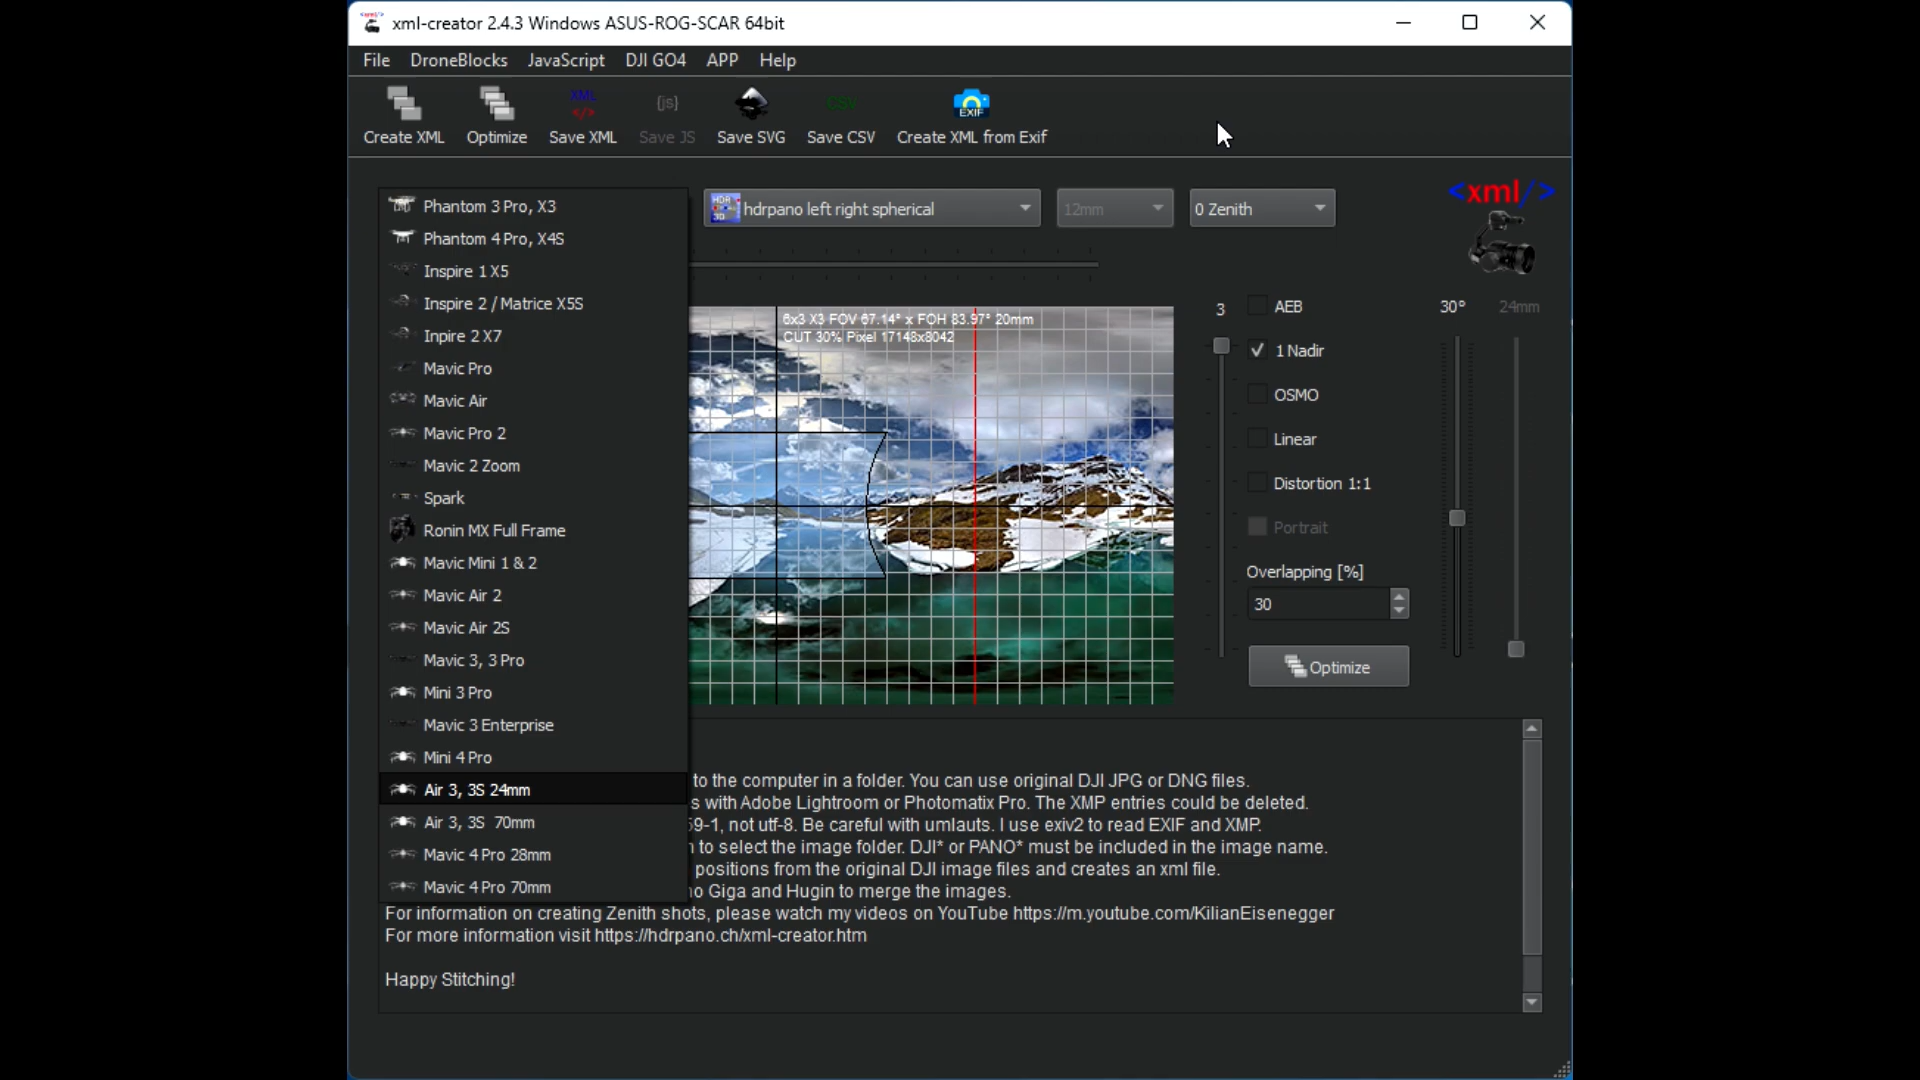 xml-creator 2.4.3 Windows ASUS-ROG-SCAR 64bit
File DroneBlocks JavaScript DJI GO4 APP Help
XML {js} CSV EXIF
Create XML Optimize Save XML Save JS Save SVG Save CSV Create XML from Exif
<xml/>
HDR 3D hdrpano left right spherical 12mm 0 Zenith
Phantom 3 Pro, X3
Phantom 4 Pro, X4S
Inspire 1 X5
Inspire 2 / Matrice X5S
Inpire 2 X7
Mavic Pro
Mavic Air
Mavic Pro 2
Mavic 2 Zoom
Spark
Ronin MX Full Frame
Mavic Mini 1 & 2
Mavic Air 2
Mavic Air 2S
Mavic 3, 3 Pro
Mini 3 Pro
Mavic 3 Enterprise
Mini 4 Pro
Air 3, 3S 24mm
Air 3, 3S 70mm
Mavic 4 Pro 28mm
Mavic 4 Pro 70mm
6x3 X3 FOV 67.14° x FOH 83.97° 20mm
CUT 30% Pixel 17148x8042
3 AEB 30° 24mm
1 Nadir
OSMO
Linear
Distortion 1:1
Portrait
Overlapping [%]
30
Optimize
to the computer in a folder. You can use original DJI JPG or DNG files.
s with Adobe Lightroom or Photomatix Pro. The XMP entries could be deleted.
59-1, not utf-8. Be careful with umlauts. I use exiv2 to read EXIF and XMP.
n to select the image folder. DJI* or PANO* must be included in the image name.
positions from the original DJI image files and creates an xml file.
no Giga and Hugin to merge the images.
For information on creating Zenith shots, please watch my videos on YouTube https://m.youtube.com/KilianEisenegger
For more information visit https://hdrpano.ch/xml-creator.htm
Happy Stitching!